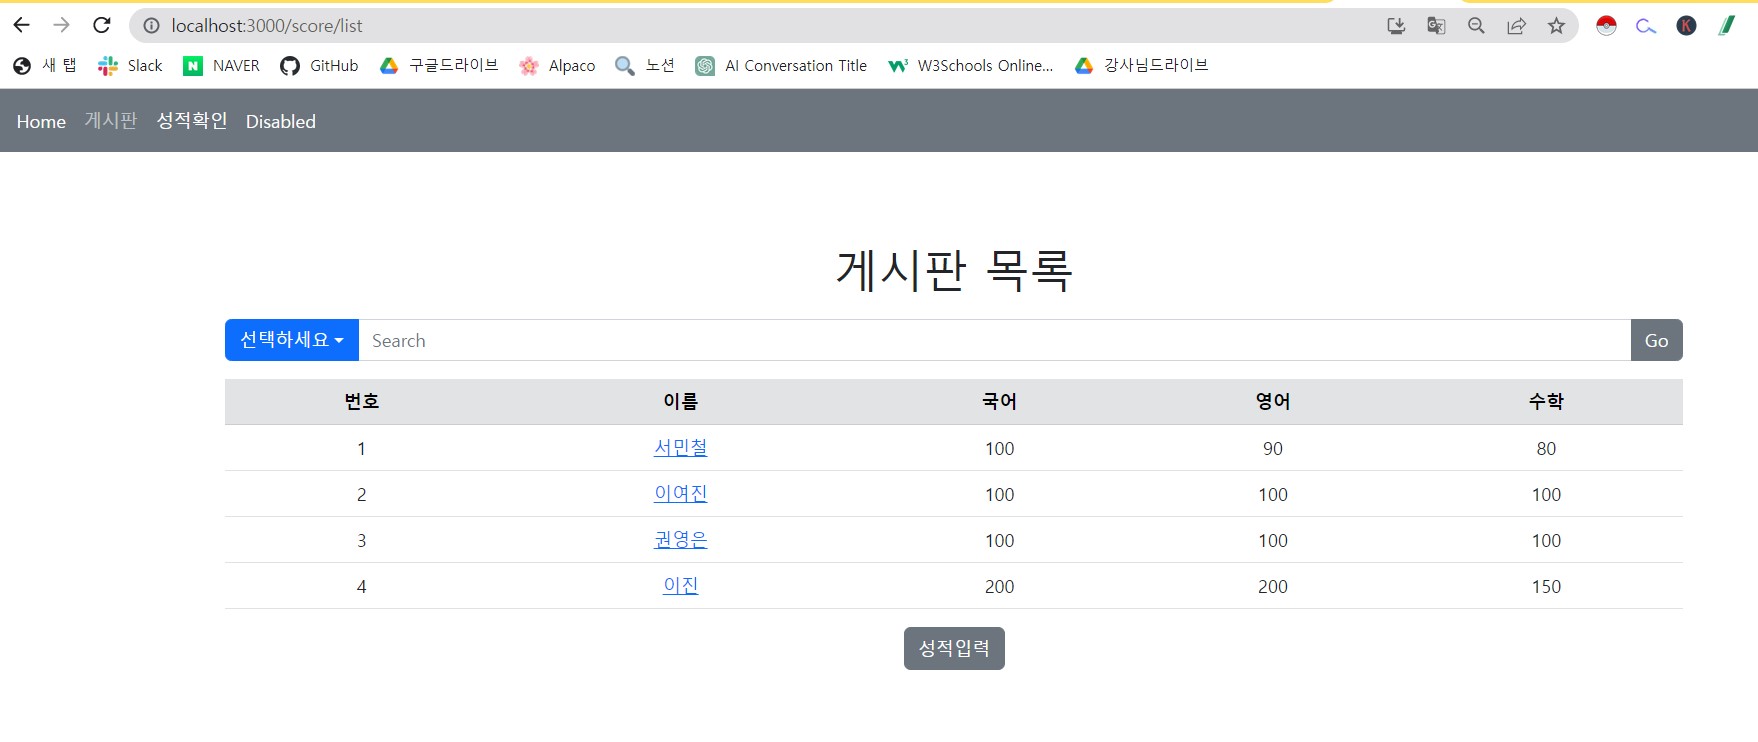 localhost:3000/score/list
새 탭 Slack NAVER GitHub 구글드라이브 Alpaco 노션 AI Conversation Title W3Schools Online... 강사님드라이브
Home 게시판 성적확인 Disabled
게시판 목록
선택하세요 Search Go
번호 이름 국어 영어 수학
1 서민철 100 90 80
2 이여진 100 100 100
3 권영은 100 100 100
4 이진 200 200 150
성적입력